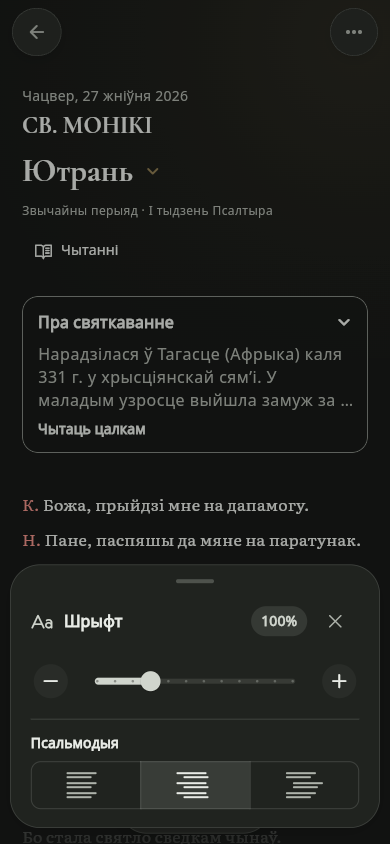 Чацвер, 27 жніўня 2026
СВ. МОНІКІ
Ютрань
Звычайны перыяд · I тыдзень Псалтыра
Чытанні
Пра святкаванне
Нарадзілася ў Тагасце (Афрыка) каля
331 г. у хрысціянскай сям’і. У
маладым узросце выйшла замуж за ...
Чытаць цалкам
К. Божа, прыйдзі мне на дапамогу.
Н. Пане, паспяшы да мяне на паратунак.
Аа Шрыфт 100%
Псальмодыя
Бо стала святло сведкам чынаў,